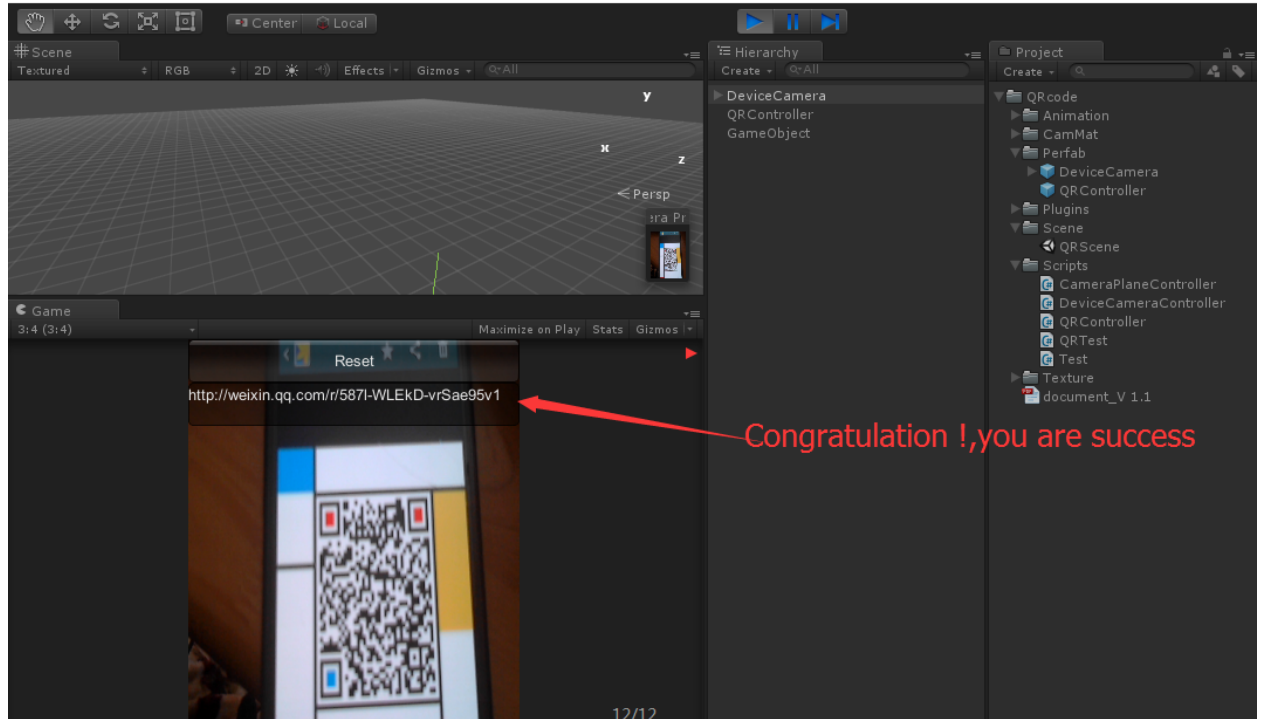 Center Local
Scene
Textured RGB 2D Effects Gizmos All
y
x
z
Persp
era Pr
Game
3:4 (3:4) Maximize on Play Stats Gizmos
Reset
http://weixin.qq.com/r/587l-WLEkD-vrSae95v1
12/12
Hierarchy
Create All
DeviceCamera
QRController
GameObject
Congratulation !,you are success
Project
Create
QRcode
Animation
CamMat
Perfab
DeviceCamera
QRController
Plugins
Scene
QRScene
Scripts
CameraPlaneController
DeviceCameraController
QRController
QRTest
Test
Texture
document_V 1.1